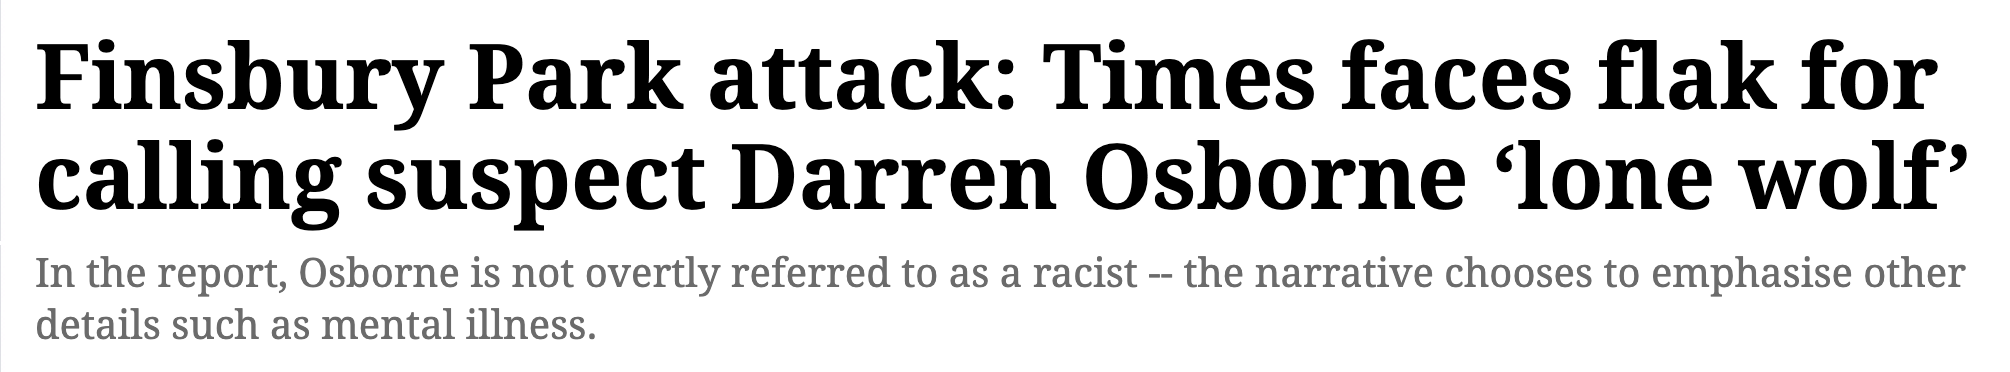 Finsbury Park attack: Times faces flak for
calling suspect Darren Osborne ‘lone wolf’
In the report, Osborne is not overtly referred to as a racist -- the narrative chooses to emphasise other
details such as mental illness.